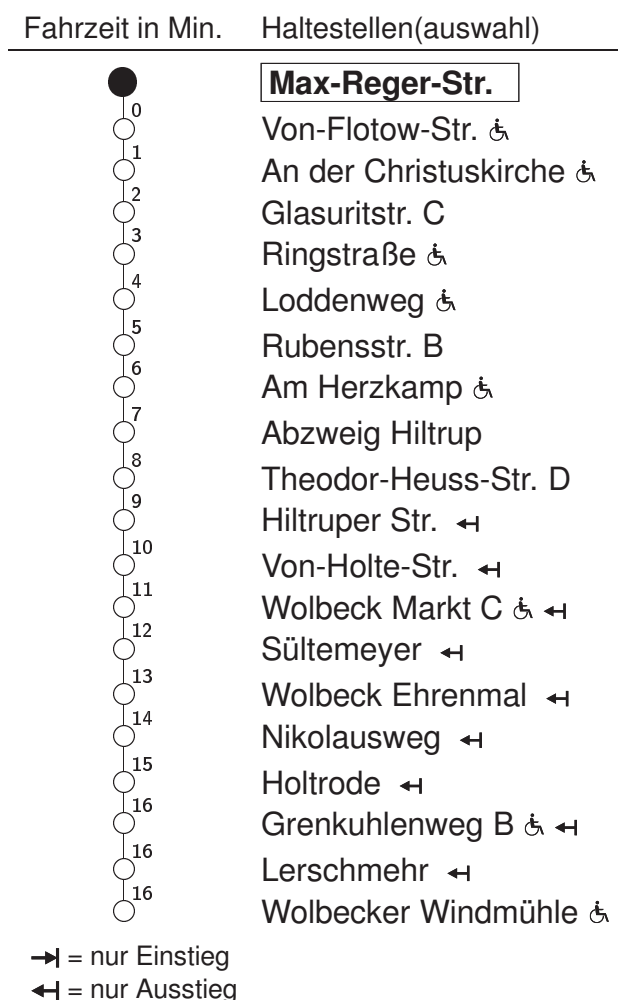 Fahrzeit in Min. Haltestellen(auswahl)
Max-Reger-Str.
0
Von-Flotow-Str.
1
An der Christuskirche
2
Glasuritstr. C
3
Ringstraße
4
Loddenweg
5
Rubensstr. B
6
Am Herzkamp
7
Abzweig Hiltrup
8
Theodor-Heuss-Str. D
9
Hiltruper Str.
10
Von-Holte-Str.
11
Wolbeck Markt C
12
Sültemeyer
13
Wolbeck Ehrenmal
14
Nikolausweg
15
Holtrode
16
Grenkuhlenweg B
16
Lerschmehr
16
Wolbecker Windmühle
= nur Einstieg
= nur Ausstieg